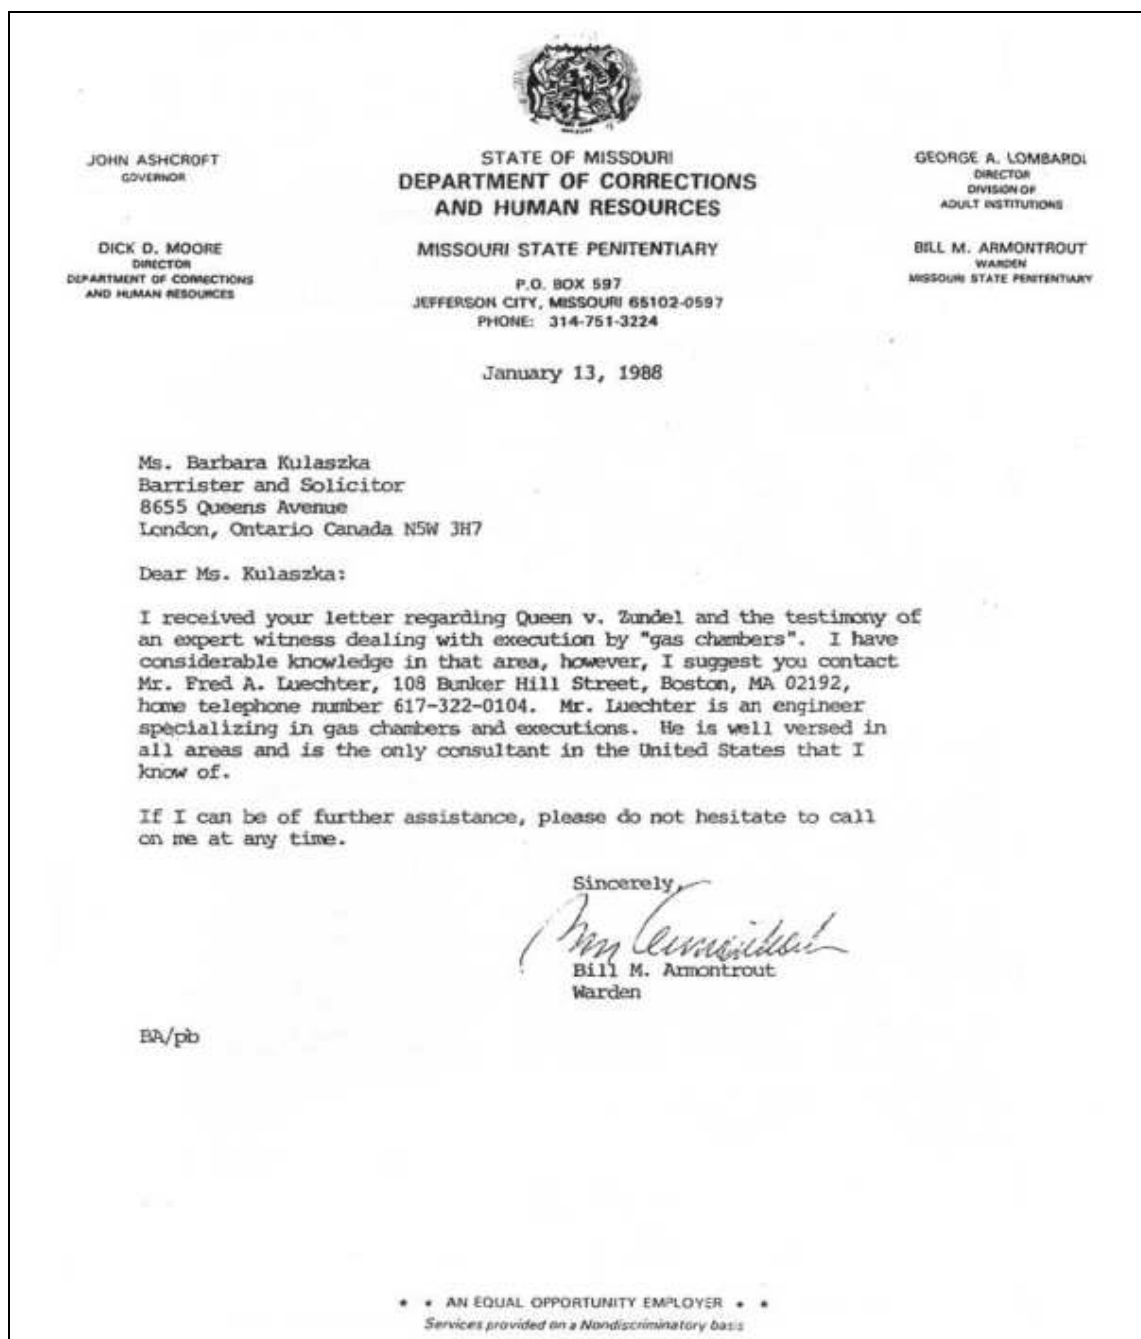 JOHN ASHCROFT
GOVERNOR
DICK D. MOORE
DIRECTOR
DEPARTMENT OF CORRECTIONS
AND HUMAN RESOURCES
STATE OF MISSOURI
DEPARTMENT OF CORRECTIONS
AND HUMAN RESOURCES
MISSOURI STATE PENITENTIARY
P.O. BOX 597
JEFFERSON CITY, MISSOURI 65102-0597
PHONE: 314-751-3224
GEORGE A. LOMBARDI
DIRECTOR
DIVISION OF
ADULT INSTITUTIONS
BILL M. ARMONTROUT
WARDEN
MISSOURI STATE PENITENTIARY
January 13, 1988
Ms. Barbara Kulaszka
Barrister and Solicitor
8655 Queens Avenue
London, Ontario Canada N5W 3H7
Dear Ms. Kulaszka:
I received your letter regarding Queen v. Zundel and the testimony of
an expert witness dealing with execution by "gas chambers". I have
considerable knowledge in that area, however, I suggest you contact
Mr. Fred A. Luechter, 108 Bunker Hill Street, Boston, MA 02192,
home telephone number 617-322-0104. Mr. Luechter is an engineer
specializing in gas chambers and executions. He is well versed in
all areas and is the only consultant in the United States that I
know of.
If I can be of further assistance, please do not hesitate to call
on me at any time.
Sincerely,
Bill M. Armontrout
Warden
BA/pb
* * AN EQUAL OPPORTUNITY EMPLOYER * *
Services provided on a Nondiscriminatory basis